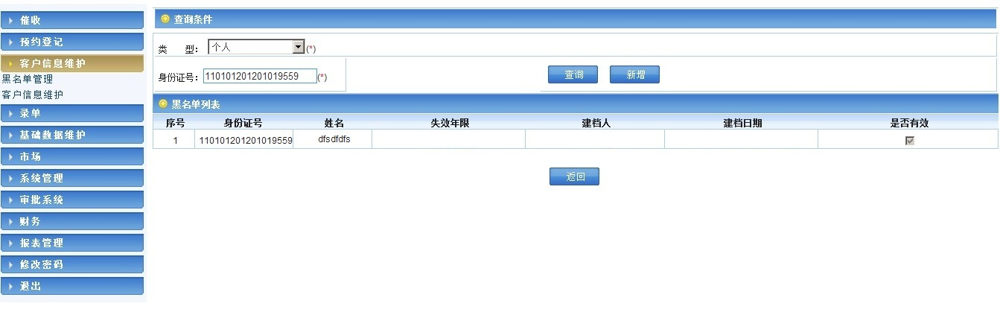 催收
预约登记
客户信息维护
黑名单管理
客户信息维护
录单
基础数据维护
市场
系统管理
审批系统
财务
报表管理
修改密码
退出
查询条件
类 型： 个人 (*)
身份证号： 110101201201019559 (*) 查询 新增
黑名单列表
序号 身份证号 姓名 失效年限 建档人 建档日期 是否有效
1 110101201201019559 dfsdfdfs
返回